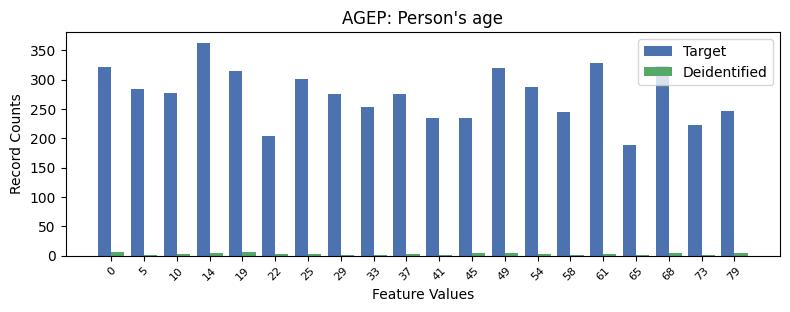 AGEP: Person's age
Record Counts
350
300
250
200
150
100
50
0
Target
Deidentified
0 5 10 14 19 22 25 29 33 37 41 45 49 54 58 61 65 68 73 79
Feature Values